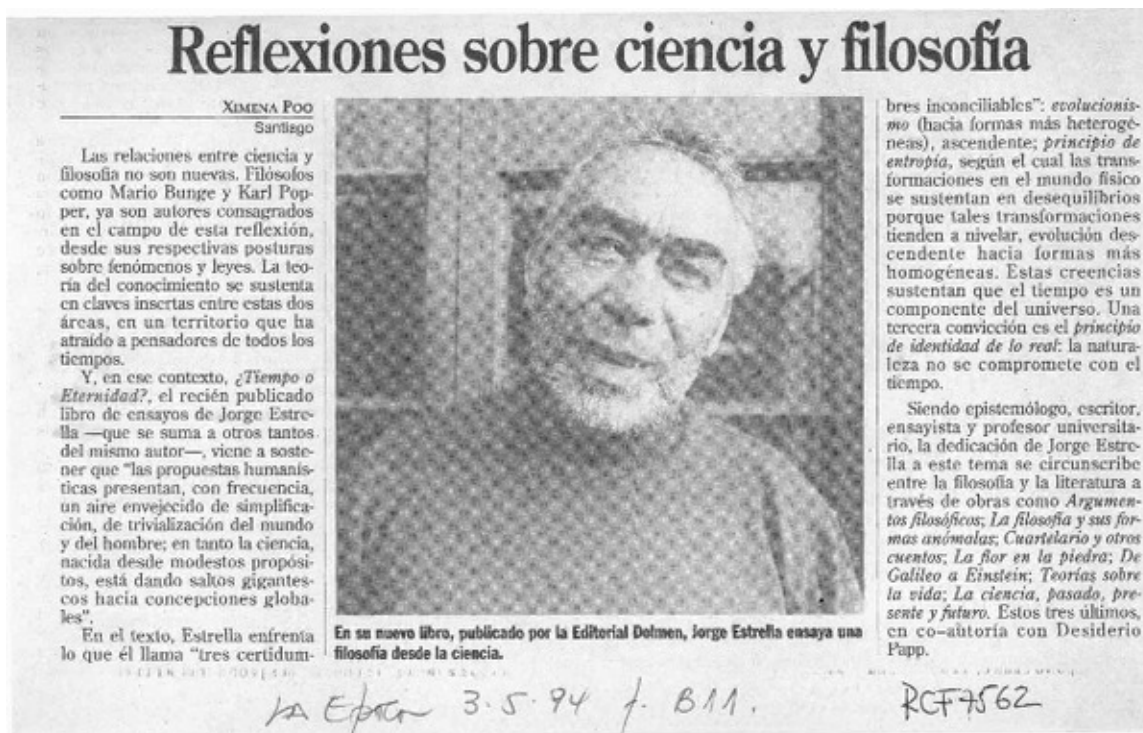 Reflexiones sobre ciencia y filosofía
XIMENA POO
Santiago
Las relaciones entre ciencia y
filosofía no son nuevas. Filósofos
como Mario Bunge y Karl Pop-
per, ya son autores consagrados
en el campo de esta reflexión,
desde sus respectivas posturas
sobre fenómenos y leyes. La teo-
ría del conocimiento se sustenta
en claves insertas entre estas dos
áreas, en un territorio que ha
atraído a pensadores de todos los
tiempos.
Y, en ese contexto, ¿Tiempo o
Eternidad?, el recién publicado
libro de ensayos de Jorge Estre-
lla —que se suma a otros tantos
del mismo autor—, viene a soste-
ner que "las propuestas humanís-
ticas presentan, con frecuencia,
un aire envejecido de simplifica-
ción, de trivialización del mundo
y del hombre; en tanto la ciencia,
nacida desde modestos propósi-
tos, está dando saltos gigantes-
cos hacia concepciones globa-
les".
En el texto, Estrella enfrenta
lo que él llama "tres certidum-
En su nuevo libro, publicado por la Editorial Dolmen, Jorge Estrella ensaya una
filosofía desde la ciencia.
bres inconciliables": evolucionis-
mo (hacia formas más heterogé-
neas), ascendente; principio de
entropía, según el cual las trans-
formaciones en el mundo físico
se sustentan en desequilibrios
porque tales transformaciones
tienden a nivelar, evolución des-
cendente hacia formas más
homogéneas. Estas creencias
sustentan que el tiempo es un
componente del universo. Una
tercera convicción es el principio
de identidad de lo real: la natura-
leza no se compromete con el
tiempo.
Siendo epistemólogo, escritor,
ensayista y profesor universita-
rio, la dedicación de Jorge Estre-
lla a este tema se circunscribe
entre la filosofía y la literatura a
través de obras como Argumen-
tos filosóficos; La filosofía y sus for-
mas anómalas; Cuartelario y otros
cuentos; La flor en la piedra; De
Galileo a Einstein; Teorías sobre
la vida; La ciencia, pasado, pre-
sente y futuro. Estos tres últimos,
en co-autoría con Desiderio
Papp.
LA Epoca 3.5.94 p. B11.
RCF7562